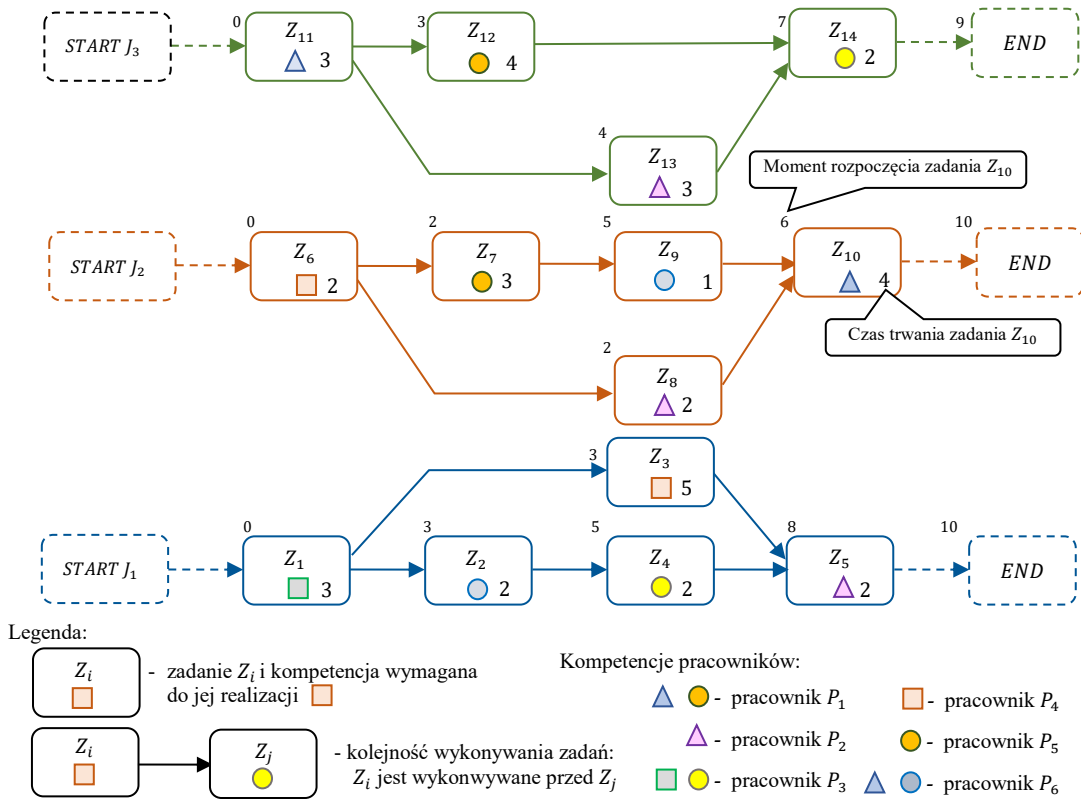 START J₃
0
Z₁₁
3
3
Z₁₂
4
7
Z₁₄
2
9
END
4
Z₁₃
3
Moment rozpoczęcia zadania Z₁₀
START J₂
0
Z₆
2
2
Z₇
3
5
Z₉
1
6
Z₁₀
4
10
END
Czas trwania zadania Z₁₀
2
Z₈
2
3
Z₃
5
START J₁
0
Z₁
3
3
Z₂
2
5
Z₄
2
8
Z₅
2
10
END
Legenda:
Zᵢ
- zadanie Zᵢ i kompetencja wymagana
do jej realizacji
Zᵢ
Zⱼ
- kolejność wykonywania zadań:
Zᵢ jest wykonwywane przed Zⱼ
Kompetencje pracowników:
- pracownik P₁
- pracownik P₄
- pracownik P₂
- pracownik P₅
- pracownik P₃
- pracownik P₆